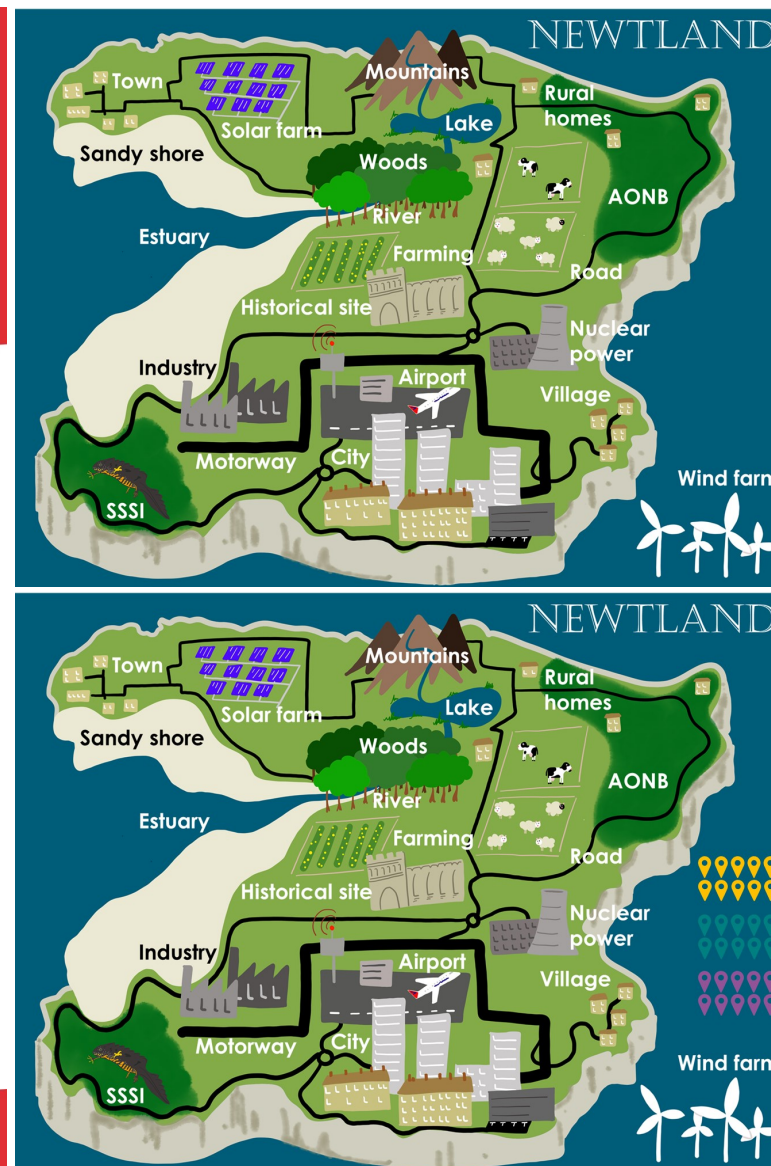 NEWTLAND
Mountains
Town
Rural
homes
Solar farm
Lake
Sandy shore
Woods
AONB
River
Estuary
Farming
Road
Historical site
Nuclear
power
Industry
Airport
Village
Motorway
City
Wind farm
SSSI
NEWTLAND
Mountains
Town
Rural
homes
Solar farm
Lake
Sandy shore
Woods
AONB
River
Estuary
Farming
Road
Historical site
Nuclear
power
Industry
Airport
Village
Motorway
City
Wind farm
SSSI